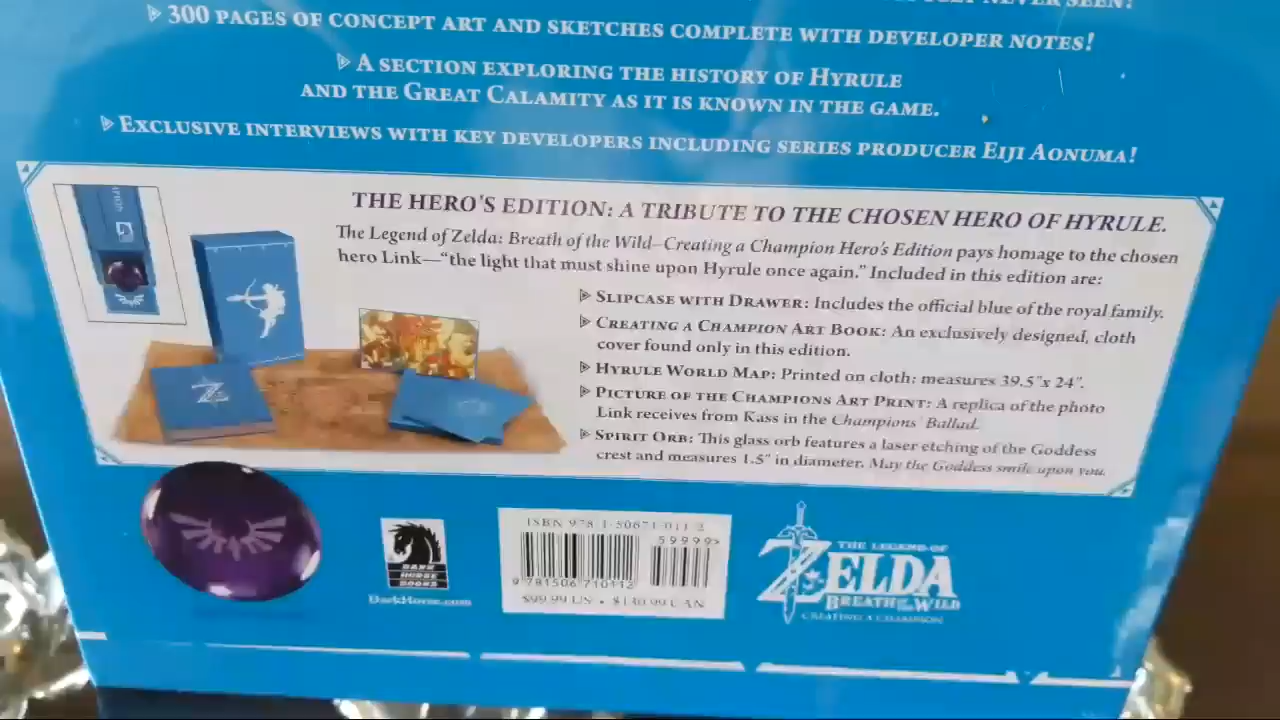 NEVER SEEN!
300 PAGES OF CONCEPT ART AND SKETCHES COMPLETE WITH DEVELOPER NOTES!
A SECTION EXPLORING THE HISTORY OF HYRULE
AND THE GREAT CALAMITY AS IT IS KNOWN IN THE GAME.
EXCLUSIVE INTERVIEWS WITH KEY DEVELOPERS INCLUDING SERIES PRODUCER EIJI AONUMA!
THE HERO'S EDITION: A TRIBUTE TO THE CHOSEN HERO OF HYRULE.
The Legend of Zelda: Breath of the Wild–Creating a Champion Hero's Edition pays homage to the chosen
hero Link—“the light that must shine upon Hyrule once again.” Included in this edition are:
SLIPCASE WITH DRAWER: Includes the official blue of the royal family.
CREATING A CHAMPION ART BOOK: An exclusively designed, cloth
cover found only in this edition.
HYRULE WORLD MAP: Printed on cloth; measures 39.5"x 24".
PICTURE OF THE CHAMPIONS ART PRINT: A replica of the photo
Link receives from Kass in the Champions' Ballad.
SPIRIT ORB: This glass orb features a laser etching of the Goddess
crest and measures 1.5" in diameter. May the Goddess smile upon you.
Z
DARK
HORSE
BOOKS
DarkHorse.com
ISBN 978-1-50671-011-2
59999>
9 781506 710112
$99.99 US • $130.99 CAN
THE LEGEND OF
ZELDA
BREATH OF THE WILD
CREATING A CHAMPION